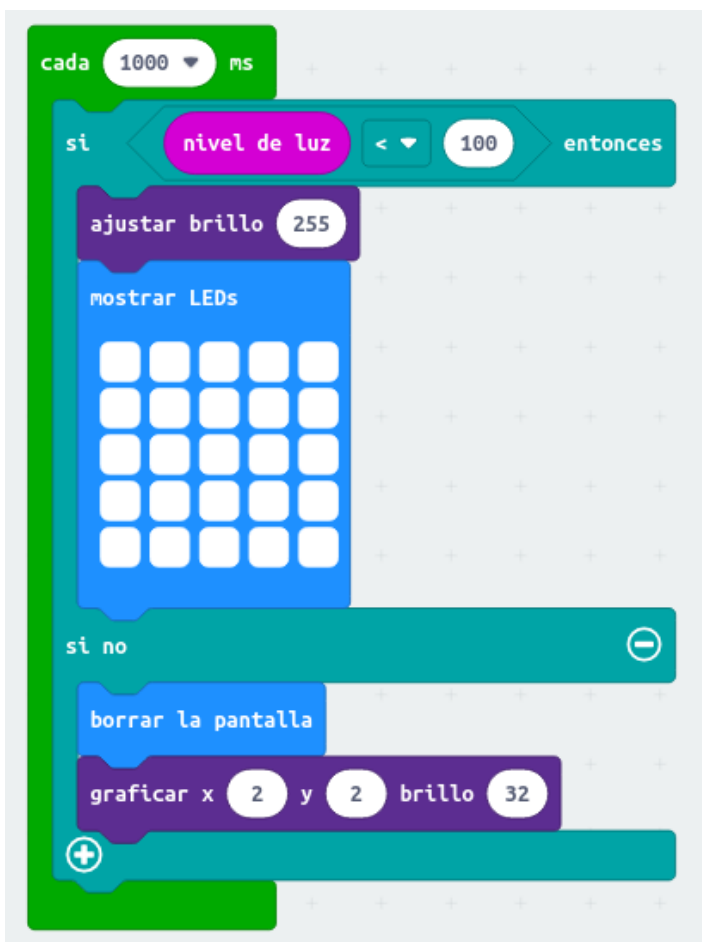 cada 1000 ms
si nivel de luz < 100 entonces
ajustar brillo 255
mostrar LEDs
si no
borrar la pantalla
graficar x 2 y 2 brillo 32